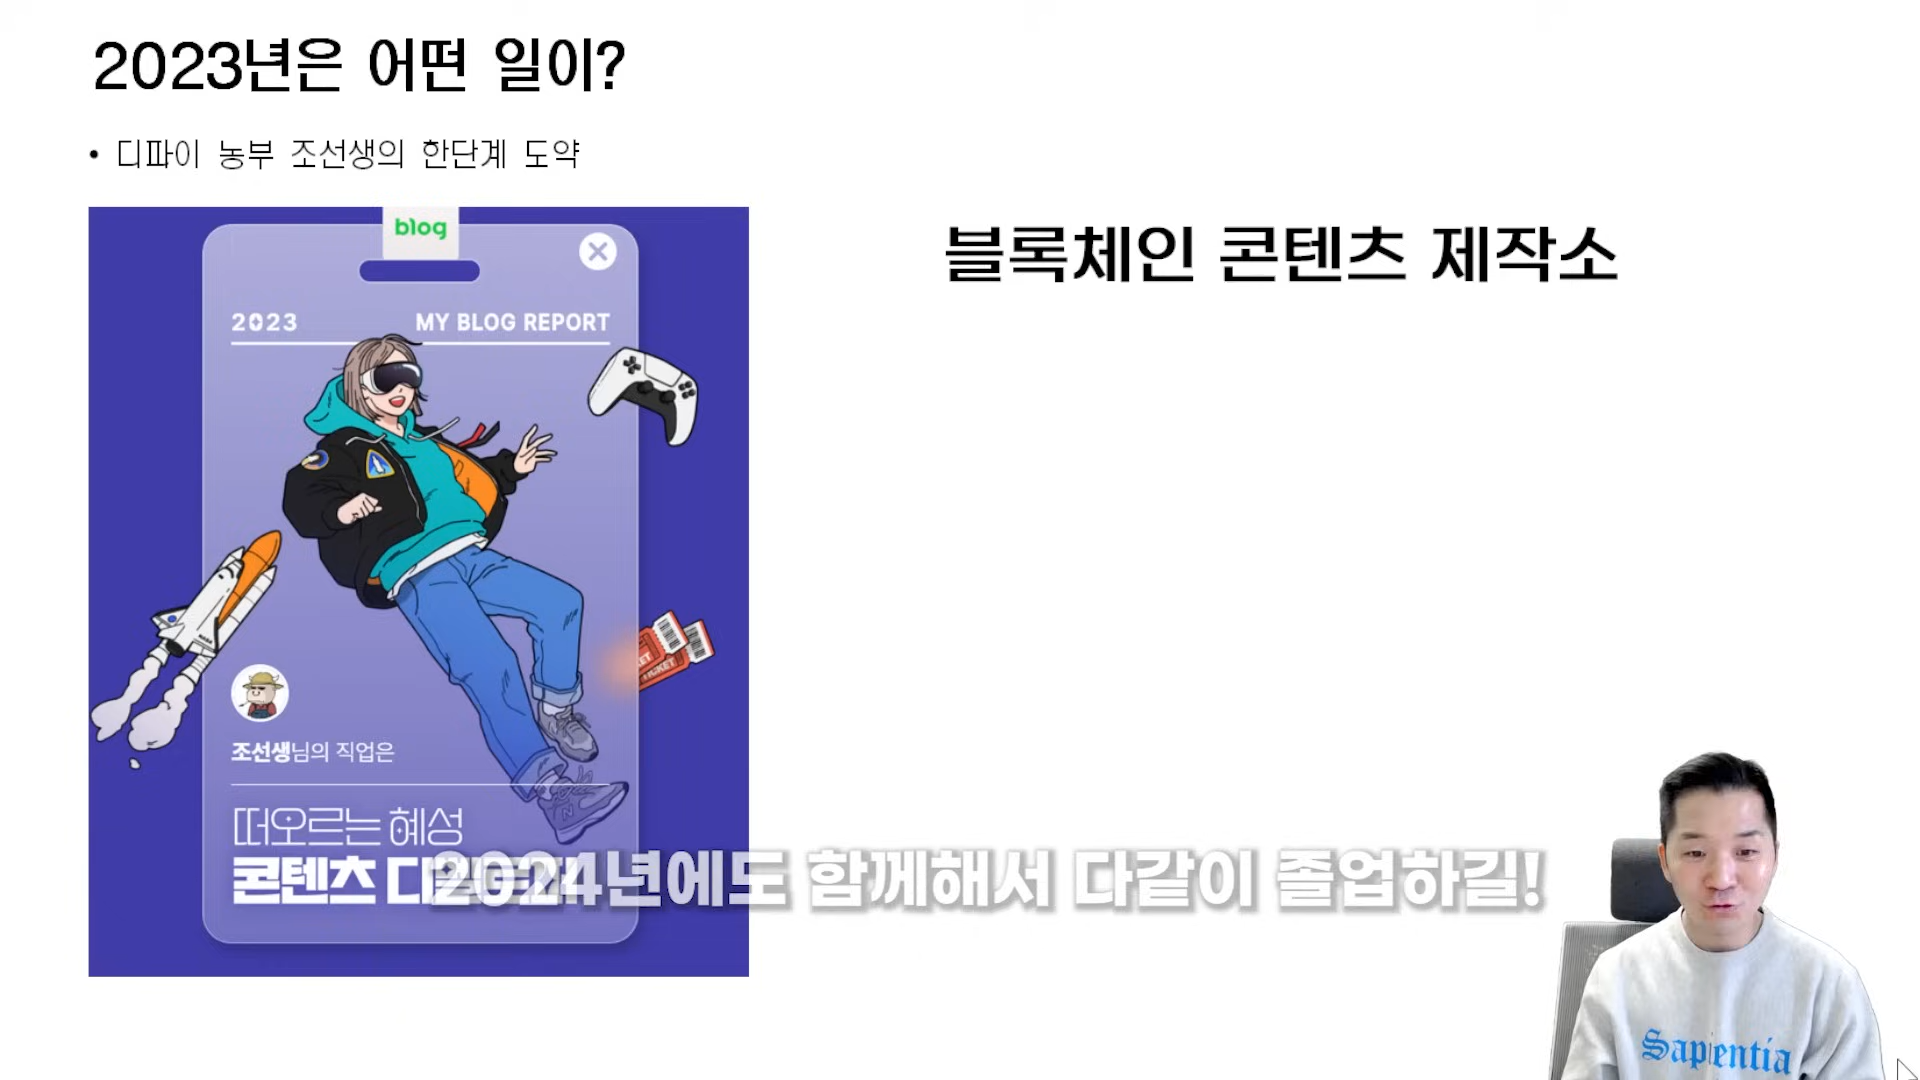 2023년은 어떤 일이?
• 디파이 농부 조선생의 한단계 도약
blog
2023 MY BLOG REPORT
블록체인 콘텐츠 제작소
NASA
TICKET
조선생님의 직업은
떠오르는 혜성
콘텐츠
2024년에도 함께해서 다같이 졸업하길!
Sapientia